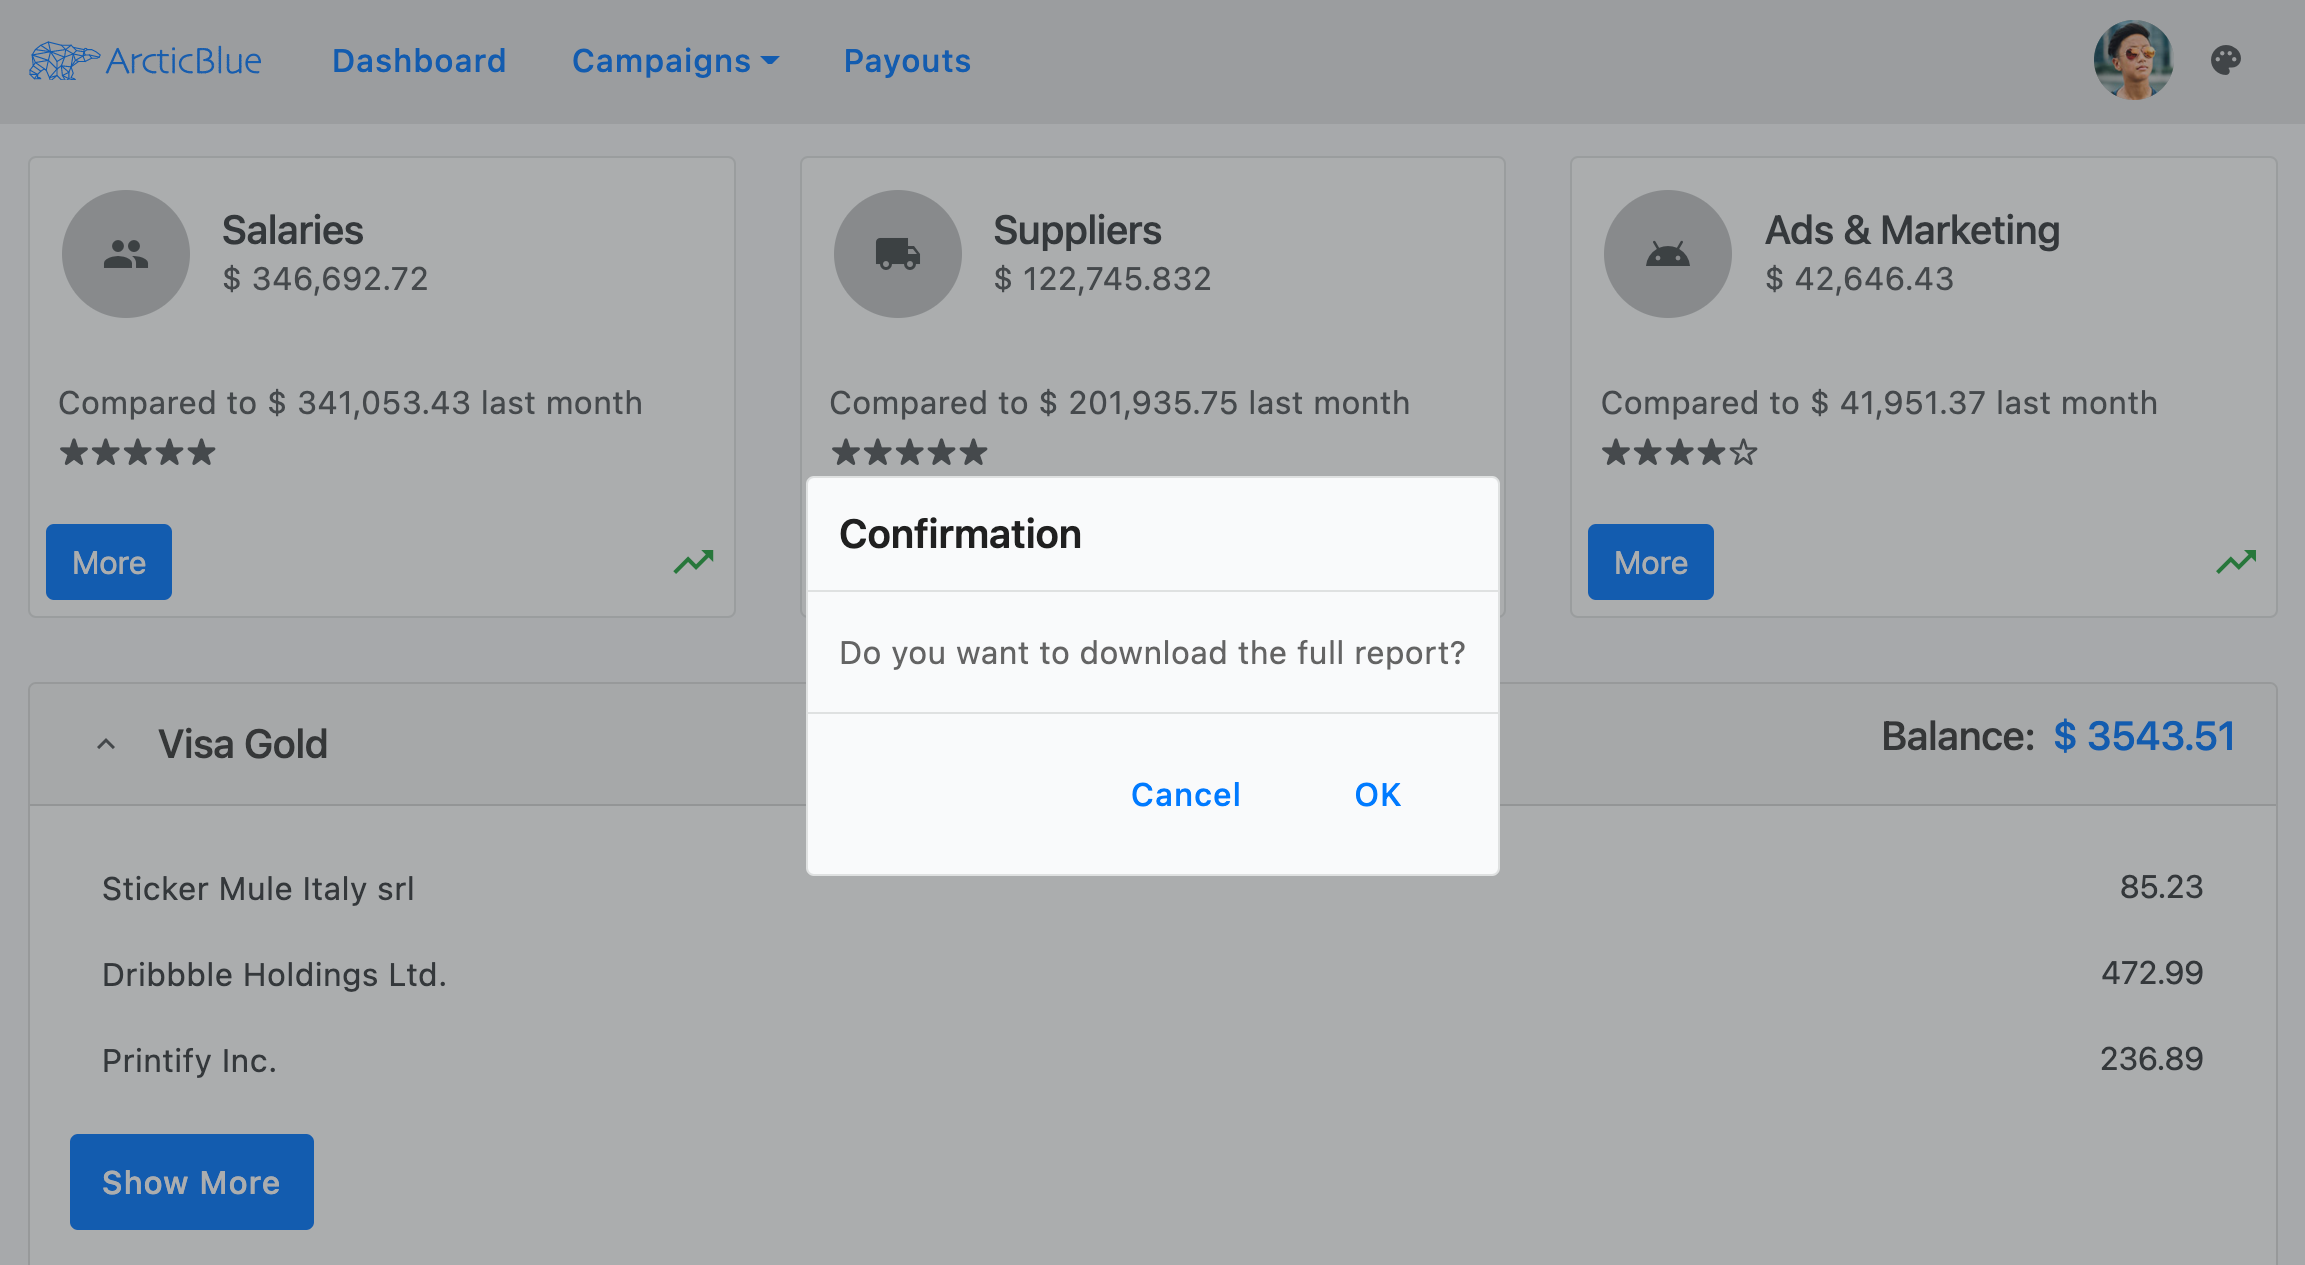 ArcticBlue Dashboard Campaigns Payouts
Salaries
$ 346,692.72
Compared to $ 341,053.43 last month
More
Suppliers
$ 122,745.832
Compared to $ 201,935.75 last month
Ads & Marketing
$ 42,646.43
Compared to $ 41,951.37 last month
More
Confirmation
Do you want to download the full report?
Cancel OK
Visa Gold Balance: $ 3543.51
Sticker Mule Italy srl 85.23
Dribbble Holdings Ltd. 472.99
Printify Inc. 236.89
Show More